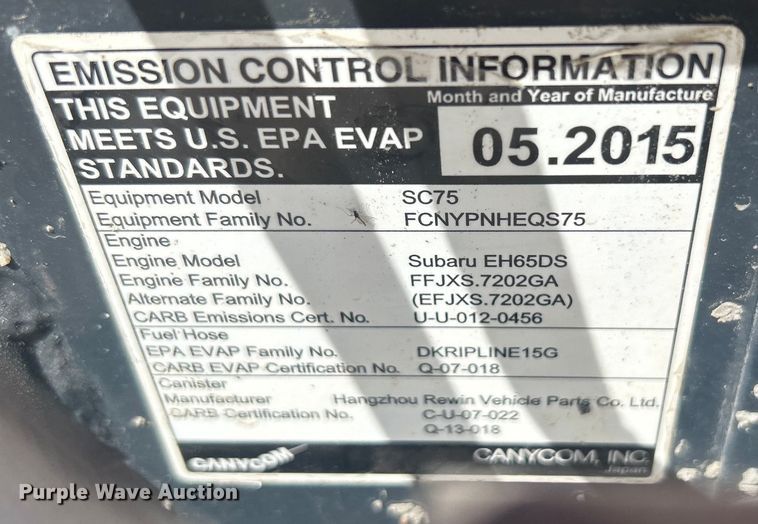 EMISSION CONTROL INFORMATION
THIS EQUIPMENT
MEETS U.S. EPA EVAP
STANDARDS.
Month and Year of Manufacture
05.2015
Equipment Model SC75
Equipment Family No. FCNYPNHEQS75
Engine
Engine Model Subaru EH65DS
Engine Family No. FFJXS.7202GA
Alternate Family No. (EFJXS.7202GA)
CARB Emissions Cert. No. U-U-012-0456
Fuel Hose
EPA EVAP Family No. DKRIPLINE15G
CARB EVAP Certification No. Q-07-018
Canister
Manufacturer Hangzhou Rewin Vehicle Parts Co. Ltd.
CARB Certification No. C-U-07-022
Q-13-018
CANYCOM CANYCOM, INC.
Japan
Purple Wave Auction